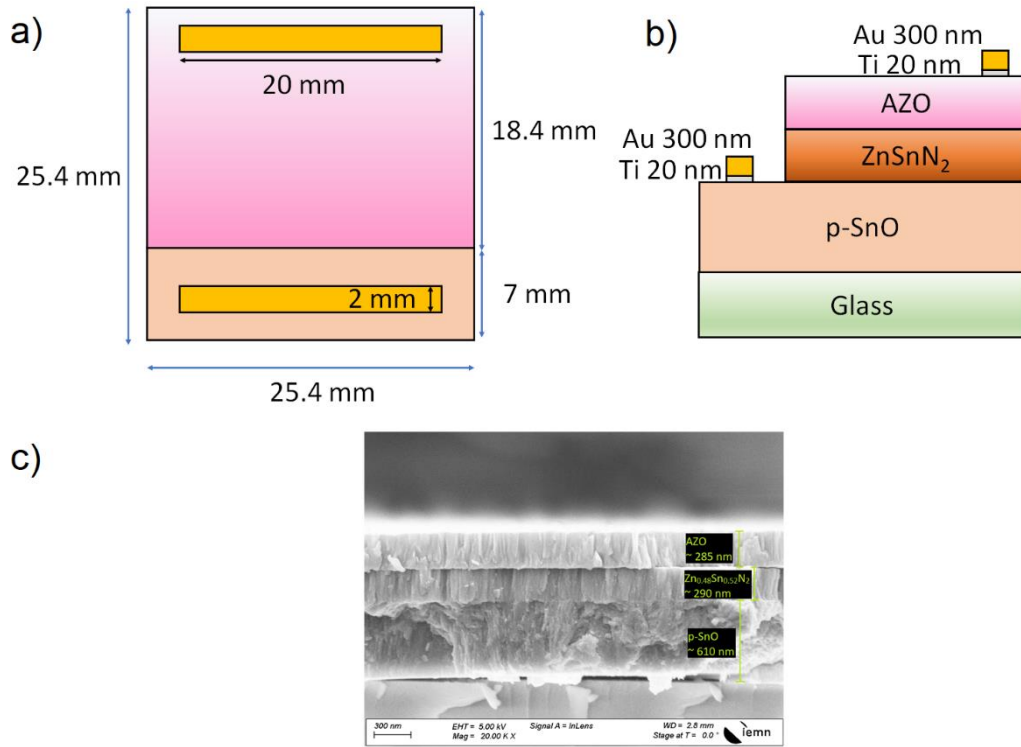 a)
20 mm
25.4 mm
18.4 mm
2 mm
7 mm
25.4 mm
b)
Au 300 nm
Ti 20 nm
AZO
Au 300 nm
Ti 20 nm
ZnSnN₂
p-SnO
Glass
c)
AZO
~ 285 nm
Zn₀.₄₈Sn₀.₅₂N₂
~ 290 nm
p-SnO
~ 610 nm
300 nm
EHT = 5.00 kV
Signal A = InLens
WD = 2.8 mm
Mag = 20.00 K X
Stage at T = 0.0 °
iemn